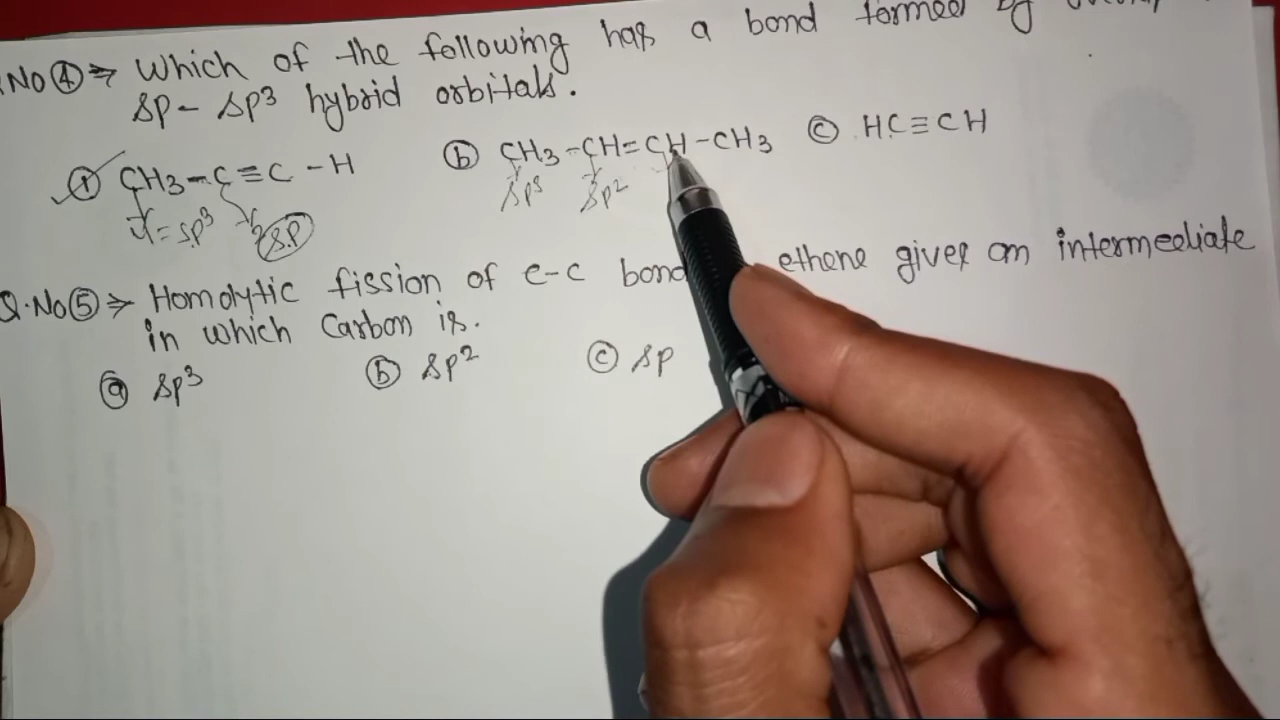 No ④ ⇒ Which of the following has a bond formed by
sp - sp³ hybrid orbitals.
① CH₃-C≡C-H ⓑ CH₃-CH=CH-CH₃ ⓒ HC≡CH
sp³ sp²
= sp³ sp
Q.No ⑤ ⇒ Homolytic fission of c-c bond ethene gives an intermediate
in which Carbon is.
ⓐ sp³ ⓑ sp² ⓒ sp